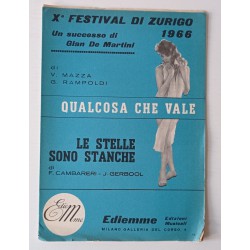 X° FESTIVAL DI ZURIGO
1966
Un successo di
Gian De Martini
di
V. MAZZA
G. RAMPOLDI
QUALCOSA CHE VALE
LE STELLE
SONO STANCHE
di
F. CAMBARERI - J. GERBOOL
Ediemme Edizioni
Musicali
MILANO GALLERIA DEL CORSO, 4